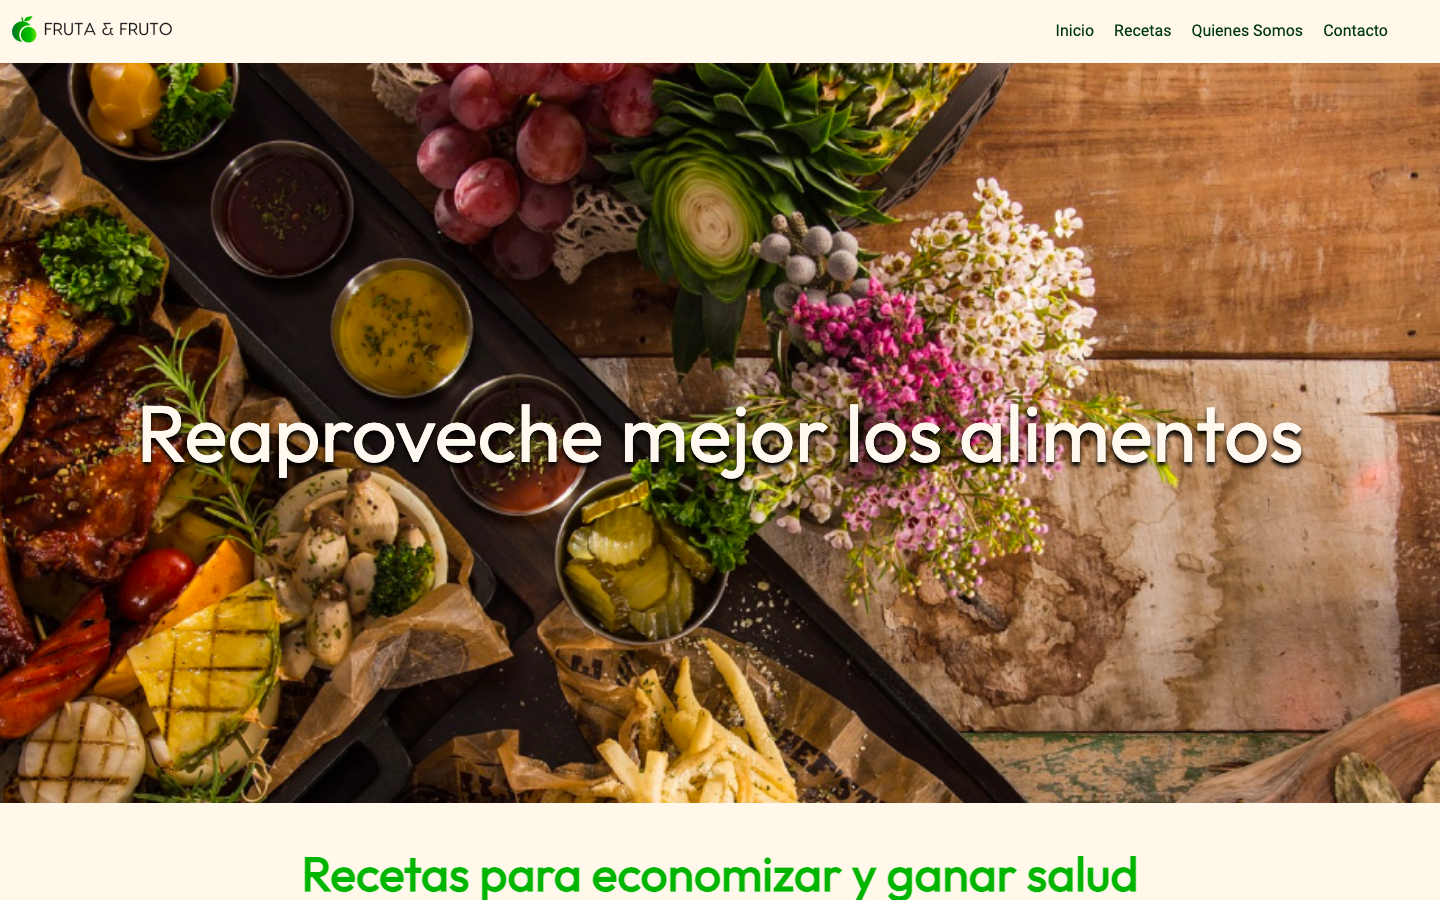 FRUTA & FRUTO
Inicio Recetas Quienes Somos Contacto
Reaproveche mejor los alimentos
Recetas para economizar y ganar salud